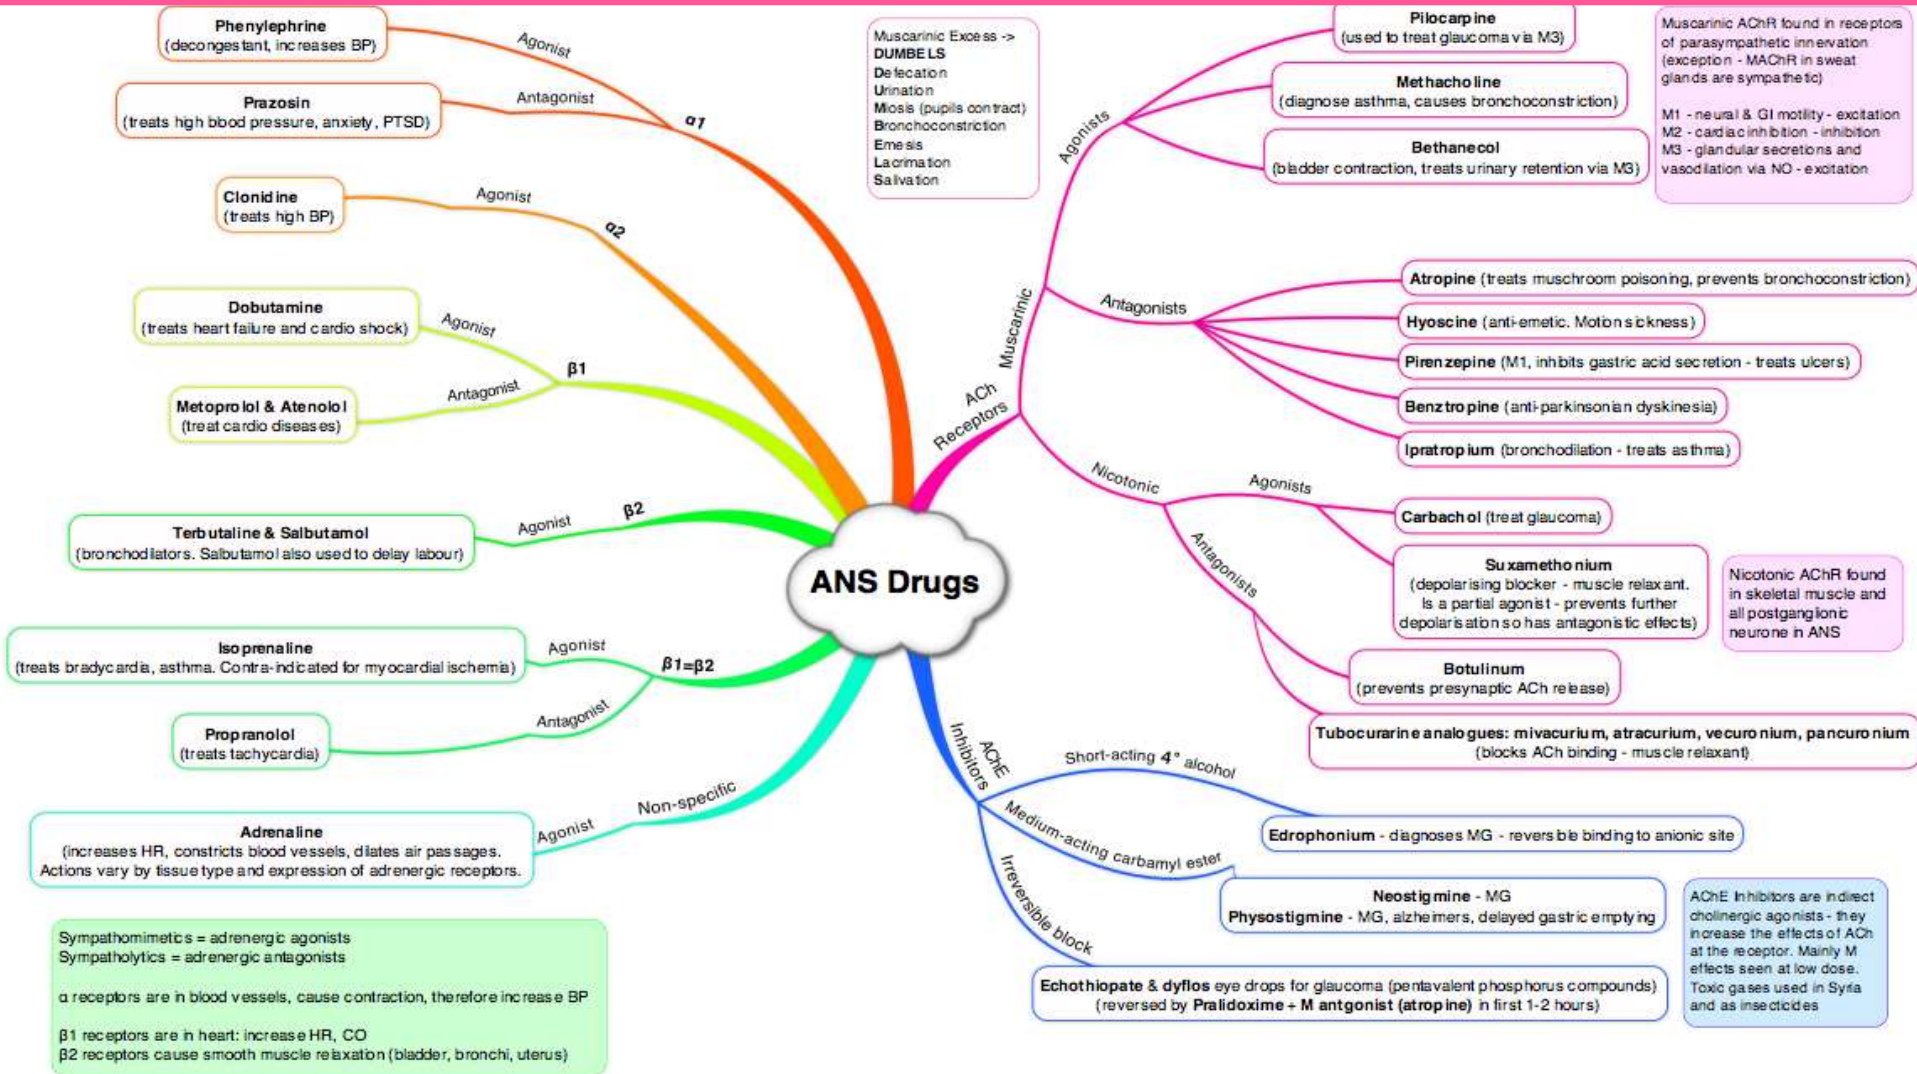 Phenylephrine
(decongestant, increases BP)
Agonist
Prazosin
(treats high blood pressure, anxiety, PTSD)
Antagonist
α1
Clonidine
(treats high BP)
Agonist
α2
Dobutamine
(treats heart failure and cardio shock)
Agonist
β1
Metoprolol & Atenolol
(treat cardio diseases)
Antagonist
Terbutaline & Salbutamol
(bronchodilators. Salbutamol also used to delay labour)
Agonist
β2
Isoprenaline
(treats bradycardia, asthma. Contra-indicated for myocardial ischemia)
Agonist
β1=β2
Propranolol
(treats tachycardia)
Antagonist
Adrenaline
(increases HR, constricts blood vessels, dilates air passages.
Actions vary by tissue type and expression of adrenergic receptors.
Agonist
Non-specific
Sympathomimetics = adrenergic agonists
Sympatholytics = adrenergic antagonists
α receptors are in blood vessels, cause contraction, therefore increase BP
β1 receptors are in heart: increase HR, CO
β2 receptors cause smooth muscle relaxation (bladder, bronchi, uterus)
ANS Drugs
Muscarinic Excess ->
DUMBELS
Defecation
Urination
Miosis (pupils contract)
Bronchoconstriction
Emesis
Lacrimation
Salivation
ACh
Receptors
Muscarinic
Agonists
Pilocarpine
(used to treat glaucoma via M3)
Methacholine
(diagnose asthma, causes bronchoconstriction)
Bethanecol
(bladder contraction, treats urinary retention via M3)
Muscarinic AChR found in receptors
of parasympathetic innervation
(exception - MAChR in sweat
glands are sympathetic)
M1 - neural & GI motility - excitation
M2 - cardiac inhibition - inhibition
M3 - glandular secretions and
vasodilation via NO - excitation
Antagonists
Atropine (treats muschroom poisoning, prevents bronchoconstriction)
Hyoscine (anti-emetic. Motion sickness)
Pirenzepine (M1, inhibits gastric acid secretion - treats ulcers)
Benztropine (anti-parkinsonian dyskinesia)
Ipratropium (bronchodilation - treats asthma)
Nicotonic
Agonists
Carbachol (treat glaucoma)
Suxamethonium
(depolarising blocker - muscle relaxant.
Is a partial agonist - prevents further
depolarisation so has antagonistic effects)
Nicotonic AChR found
in skeletal muscle and
all postganglionic
neurone in ANS
Antagonists
Botulinum
(prevents presynaptic ACh release)
Tubocurarine analogues: mivacurium, atracurium, vecuronium, pancuronium
(blocks ACh binding - muscle relaxant)
AChE
Inhibitors
Short-acting 4° alcohol
Edrophonium - diagnoses MG - reversible binding to anionic site
Medium-acting carbamyl ester
Neostigmine - MG
Physostigmine - MG, alzheimers, delayed gastric emptying
Irreversible block
Echothiopate & dyflos eye drops for glaucoma (pentavalent phosphorus compounds)
(reversed by Pralidoxime + M antgonist (atropine) in first 1-2 hours)
AChE Inhibitors are indirect
cholinergic agonists - they
increase the effects of ACh
at the receptor. Mainly M
effects seen at low dose.
Toxic gases used in Syria
and as insecticides